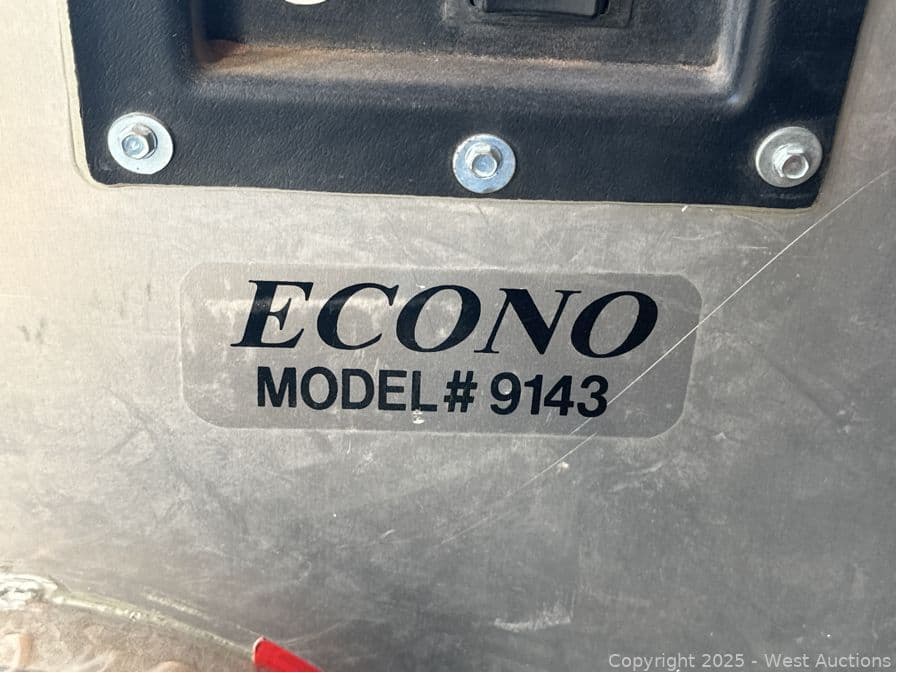 ECONO
MODEL# 9143
Copyright 2025 - West Auctions